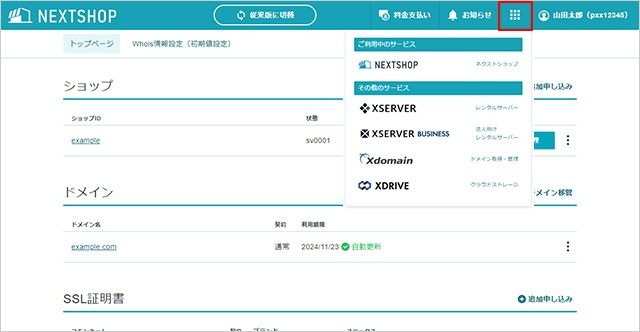 NEXTSHOP
従来版に切替
料金支払い
お知らせ
山田太郎（pxx12345）
トップページ
Whois情報設定（初期値設定）
ご利用中のサービス
NEXTSHOP
ネクストショップ
その他のサービス
XSERVER
レンタルサーバー
XSERVER BUSINESS
法人向け
レンタルサーバー
Xdomain
ドメイン取得・管理
XDRIVE
クラウドストレージ
ショップ
追加申し込み
ショップID
状態
example
sv0001
ドメイン
メイン移管
ドメイン名
契約
利用期限
example.com
通常
2024/11/23
自動更新
SSL証明書
追加申し込み